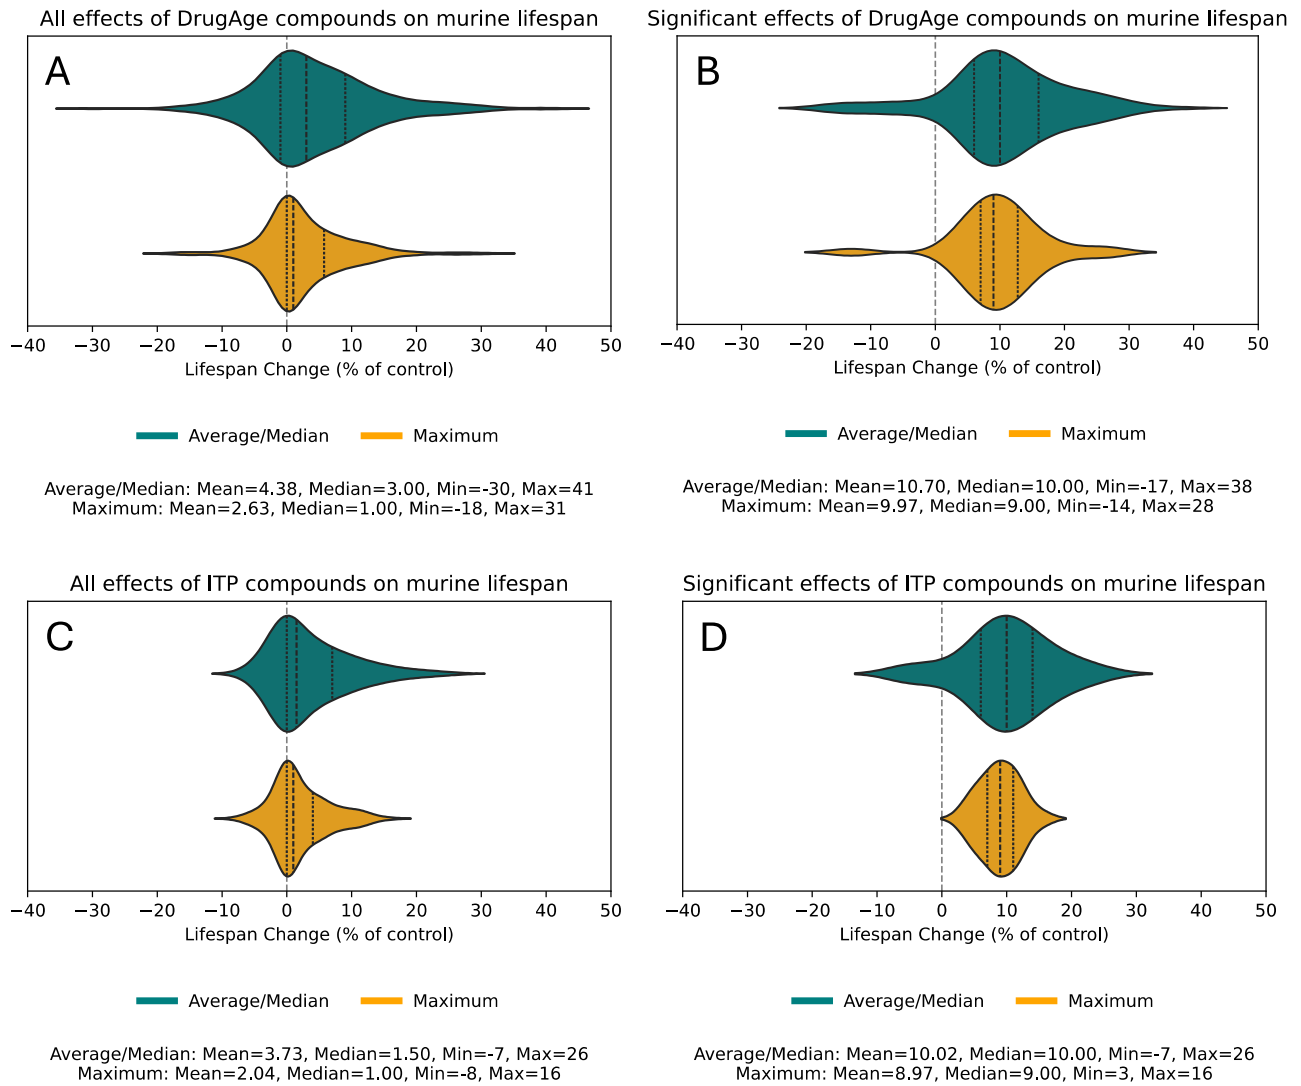 All effects of DrugAge compounds on murine lifespan
A
−40 −30 −20 −10 0 10 20 30 40 50
Lifespan Change (% of control)
Average/Median Maximum
Average/Median: Mean=4.38, Median=3.00, Min=-30, Max=41
Maximum: Mean=2.63, Median=1.00, Min=-18, Max=31
Significant effects of DrugAge compounds on murine lifespan
B
−40 −30 −20 −10 0 10 20 30 40 50
Lifespan Change (% of control)
Average/Median Maximum
Average/Median: Mean=10.70, Median=10.00, Min=-17, Max=38
Maximum: Mean=9.97, Median=9.00, Min=-14, Max=28
All effects of ITP compounds on murine lifespan
C
−40 −30 −20 −10 0 10 20 30 40 50
Lifespan Change (% of control)
Average/Median Maximum
Average/Median: Mean=3.73, Median=1.50, Min=-7, Max=26
Maximum: Mean=2.04, Median=1.00, Min=-8, Max=16
Significant effects of ITP compounds on murine lifespan
D
−40 −30 −20 −10 0 10 20 30 40 50
Lifespan Change (% of control)
Average/Median Maximum
Average/Median: Mean=10.02, Median=10.00, Min=-7, Max=26
Maximum: Mean=8.97, Median=9.00, Min=3, Max=16